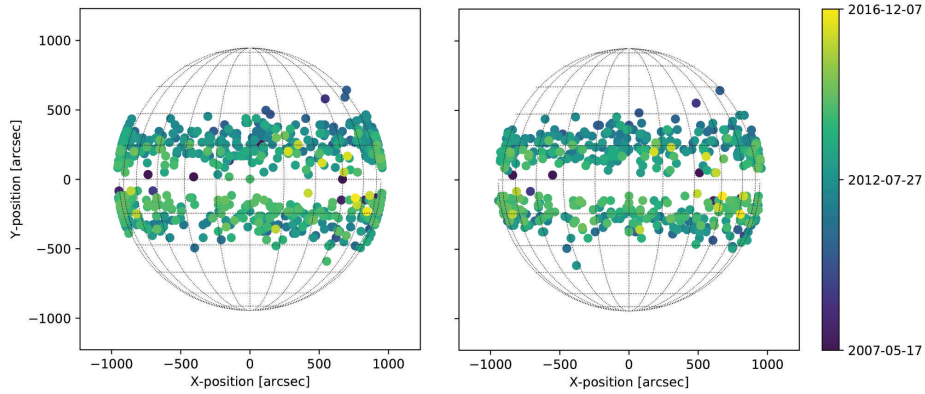 1000
500
0
−500
−1000
Y-position [arcsec]
−1000 −500 0 500 1000
X-position [arcsec]
−1000 −500 0 500 1000
X-position [arcsec]
2016-12-07
2012-07-27
2007-05-17